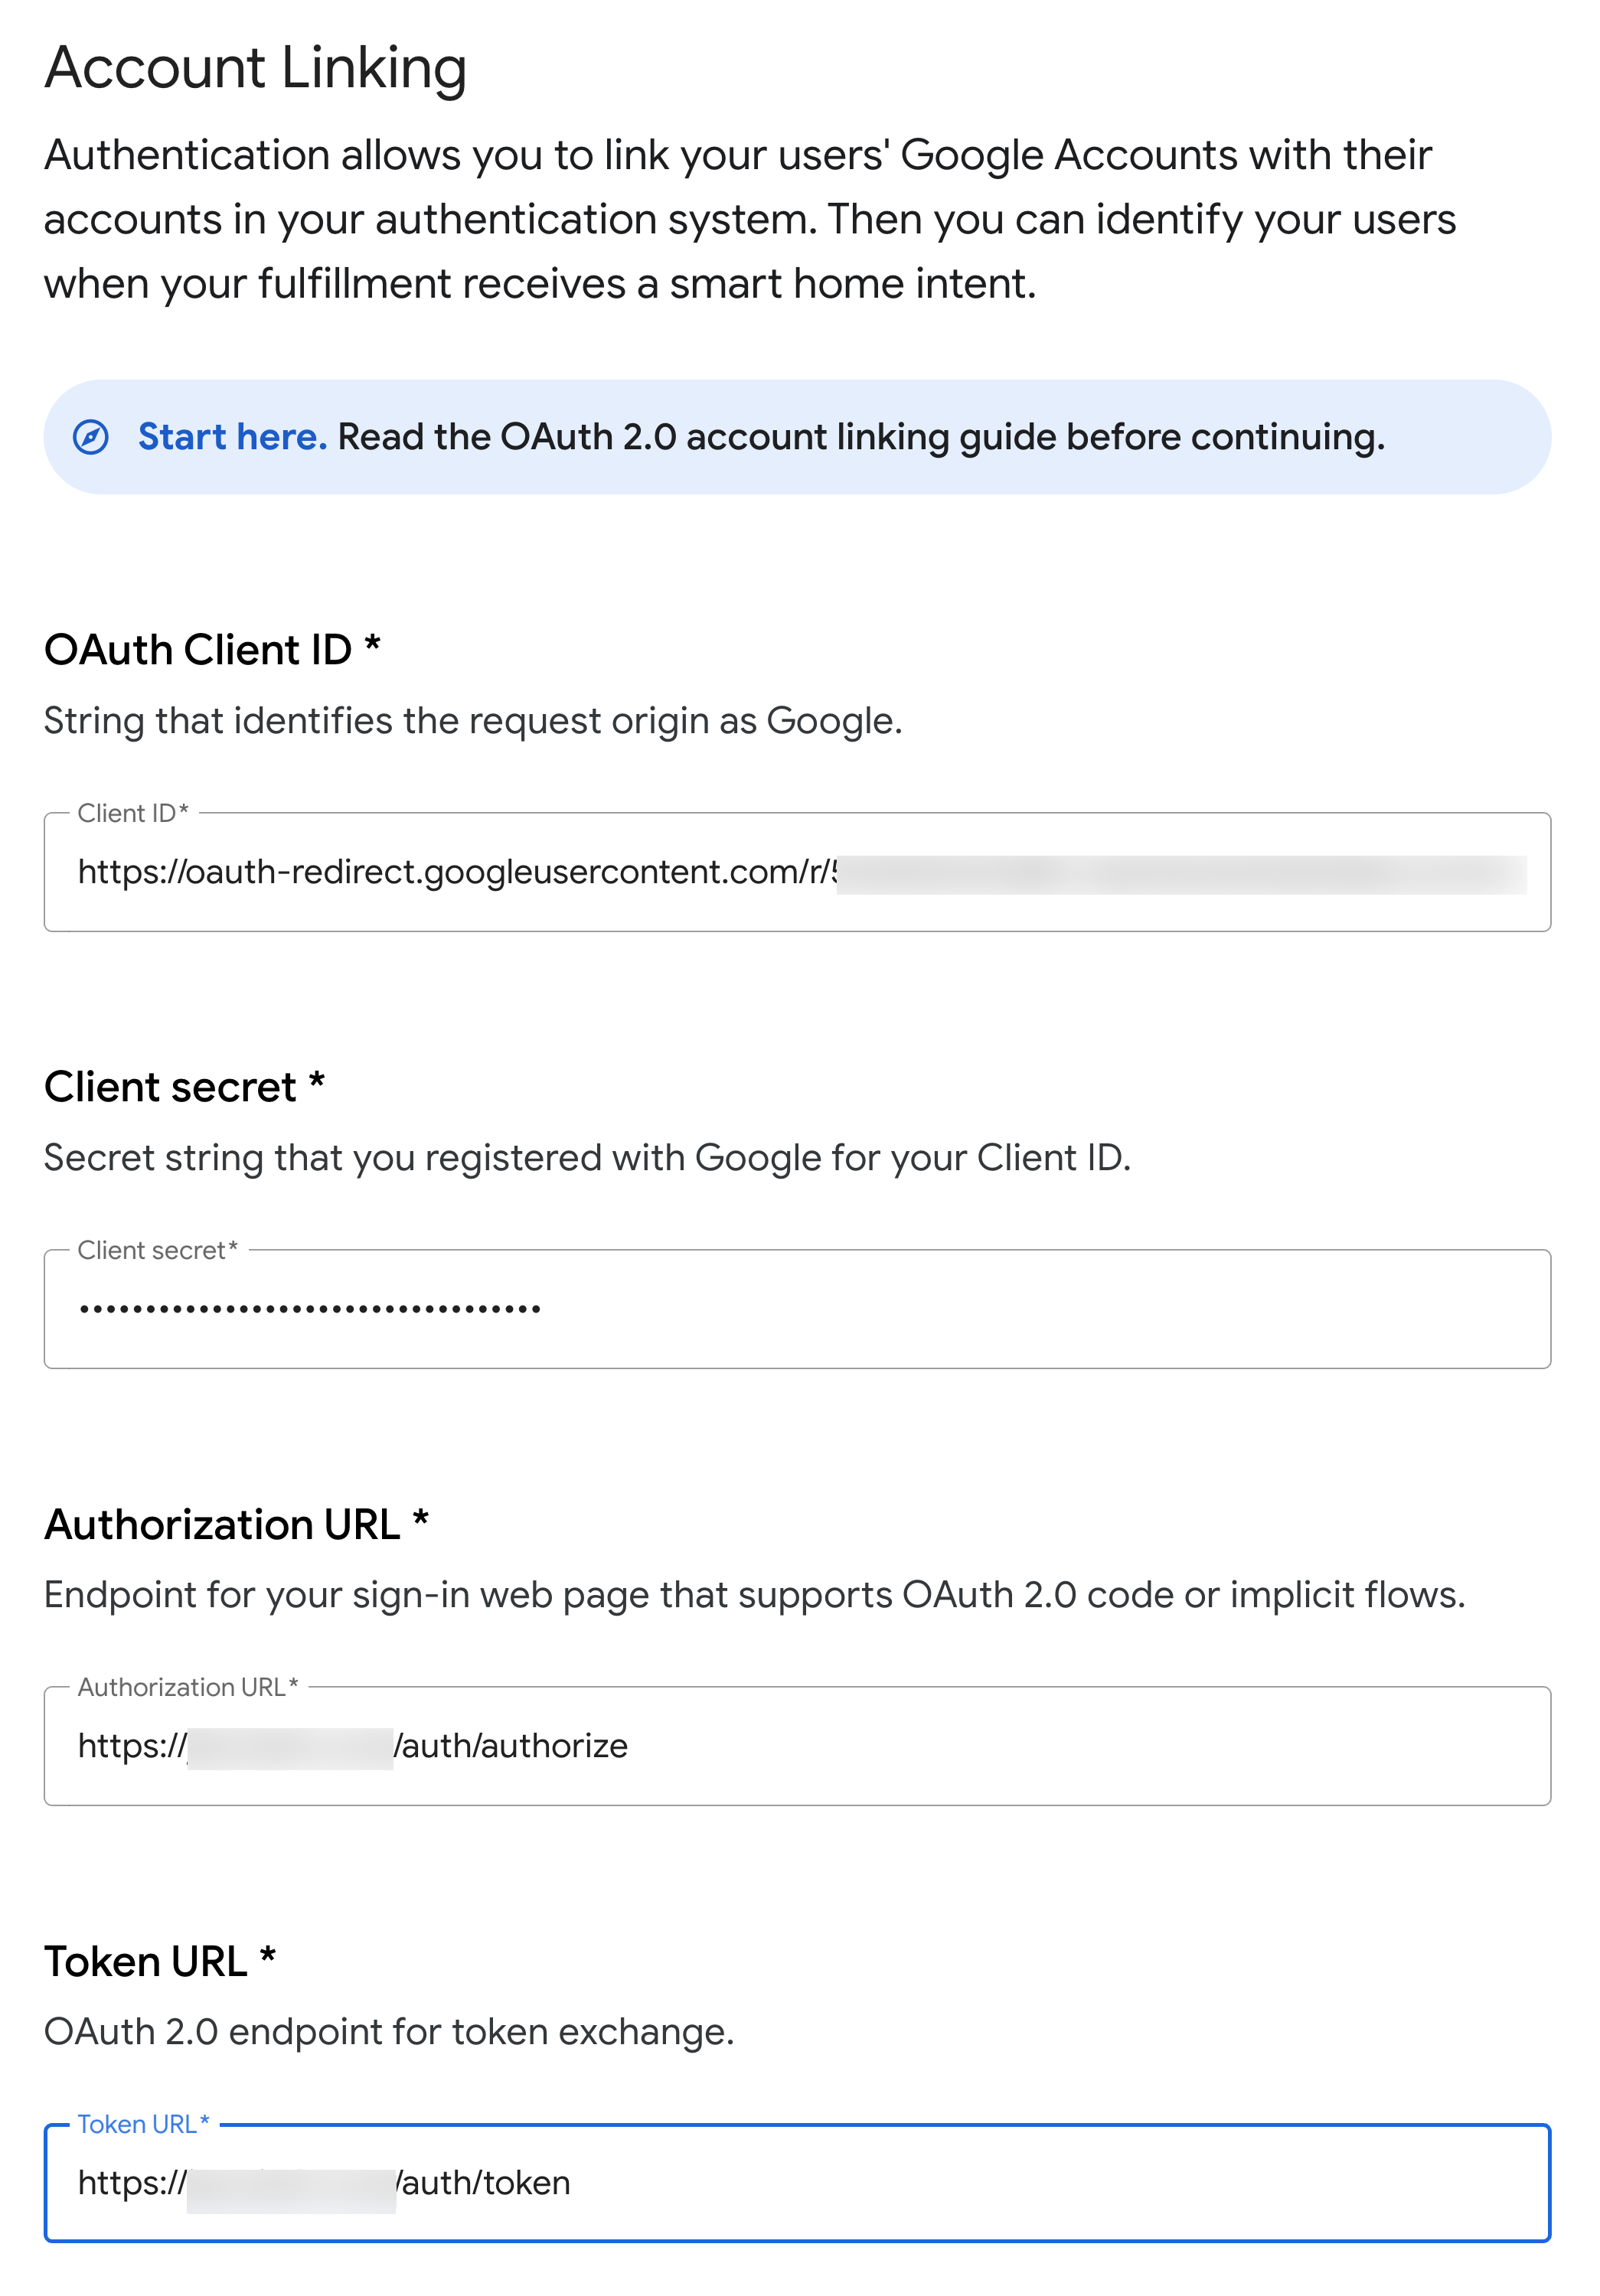 Account Linking
Authentication allows you to link your users' Google Accounts with their
accounts in your authentication system. Then you can identify your users
when your fulfillment receives a smart home intent.
Start here. Read the OAuth 2.0 account linking guide before continuing.
OAuth Client ID *
String that identifies the request origin as Google.
Client ID*
https://oauth-redirect.googleusercontent.com/r/
Client secret *
Secret string that you registered with Google for your Client ID.
Client secret*
•••••••••••••••••••••••••••••••••••
Authorization URL *
Endpoint for your sign-in web page that supports OAuth 2.0 code or implicit flows.
Authorization URL*
https:// /auth/authorize
Token URL *
OAuth 2.0 endpoint for token exchange.
Token URL*
https:// /auth/token